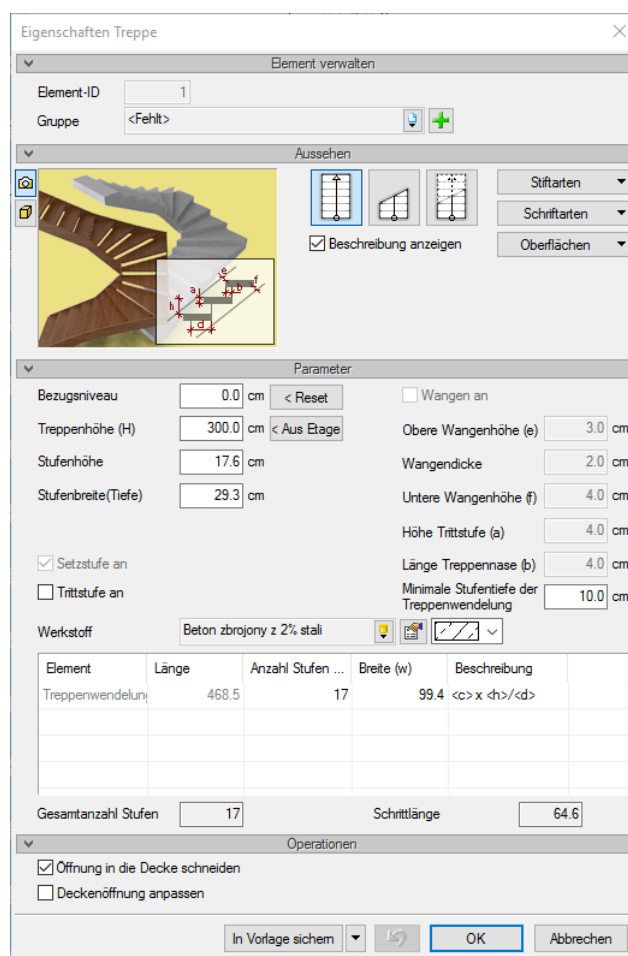 Eigenschaften Treppe
Element verwalten
Element-ID 1
Gruppe <Fehlt>
Aussehen
Stiftarten
Schriftarten
Beschreibung anzeigen Oberflächen
e
a f
b
h
d
Parameter
Bezugsniveau 0.0 cm < Reset Wangen an
Treppenhöhe (H) 300.0 cm < Aus Etage Obere Wangenhöhe (e) 3.0 cm
Stufenhöhe 17.6 cm Wangendicke 2.0 cm
Stufenbreite(Tiefe) 29.3 cm Untere Wangenhöhe (f) 4.0 cm
Höhe Trittstufe (a) 4.0 cm
Setzstufe an Länge Treppennase (b) 4.0 cm
Trittstufe an Minimale Stufentiefe der
Treppenwendelung 10.0 cm
Werkstoff Beton zbrojony z 2% stali
Element Länge Anzahl Stufen ... Breite (w) Beschreibung
Treppenwendelung 468.5 17 99.4 <c> x <h>/<d>
Gesamtanzahl Stufen 17 Schrittlänge 64.6
Operationen
Öffnung in die Decke schneiden
Deckenöffnung anpassen
In Vorlage sichern OK Abbrechen